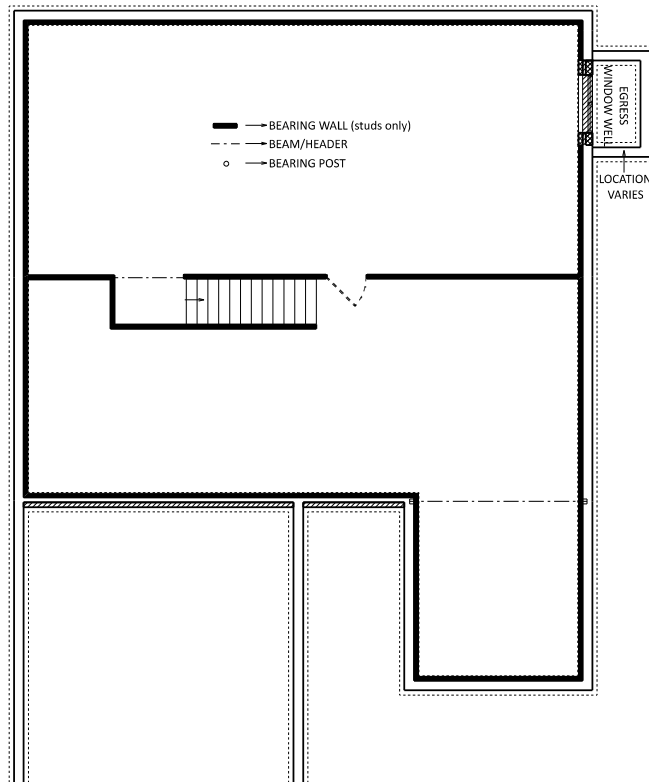 BEARING WALL (studs only)
BEAM/HEADER
BEARING POST
EGRESS
WINDOW WELL
LOCATION
VARIES